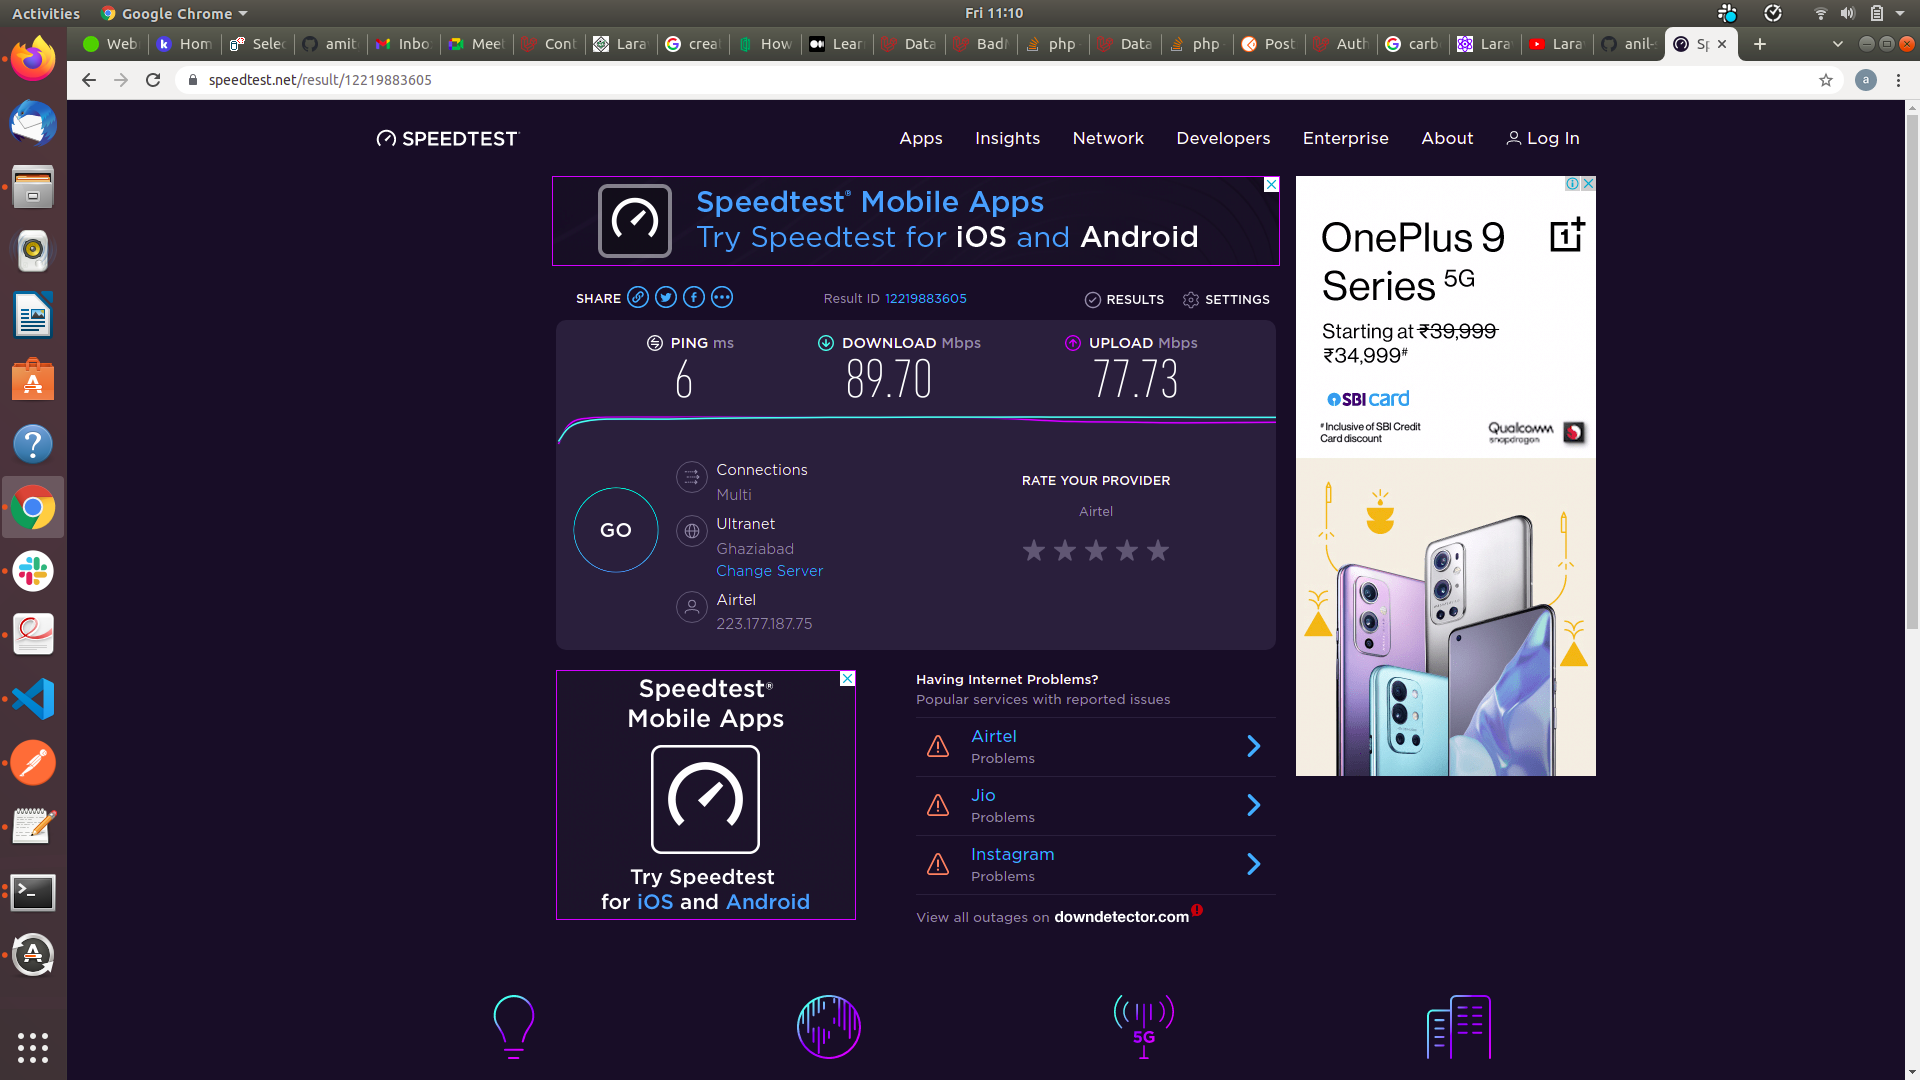 Activities
Google Chrome
Fri 11:10
Web
Hom
Selec
amit
Inbo
Meet
Cont
Lara
crea
How
Lear
Data
BadM
php
Data
php
Post
Auth
carb
Lara
Lara
anil-s
Sp
speedtest.net/result/12219883605
a
SPEEDTEST
Apps
Insights
Network
Developers
Enterprise
About
Log In
Speedtest® Mobile Apps
Try Speedtest for iOS and Android
SHARE
Result ID 12219883605
RESULTS
SETTINGS
PING ms
6
DOWNLOAD Mbps
89.70
UPLOAD Mbps
77.73
GO
Connections
Multi
Ultranet
Ghaziabad
Change Server
Airtel
223.177.187.75
RATE YOUR PROVIDER
Airtel
OnePlus 9
Series 5G
Starting at ₹39,999
₹34,999#
SBI card
#Inclusive of SBI Credit
Card discount
Qualcomm
snapdragon
Speedtest®
Mobile Apps
Try Speedtest
for iOS and Android
Having Internet Problems?
Popular services with reported issues
Airtel
Problems
Jio
Problems
Instagram
Problems
View all outages on downdetector.com
5G